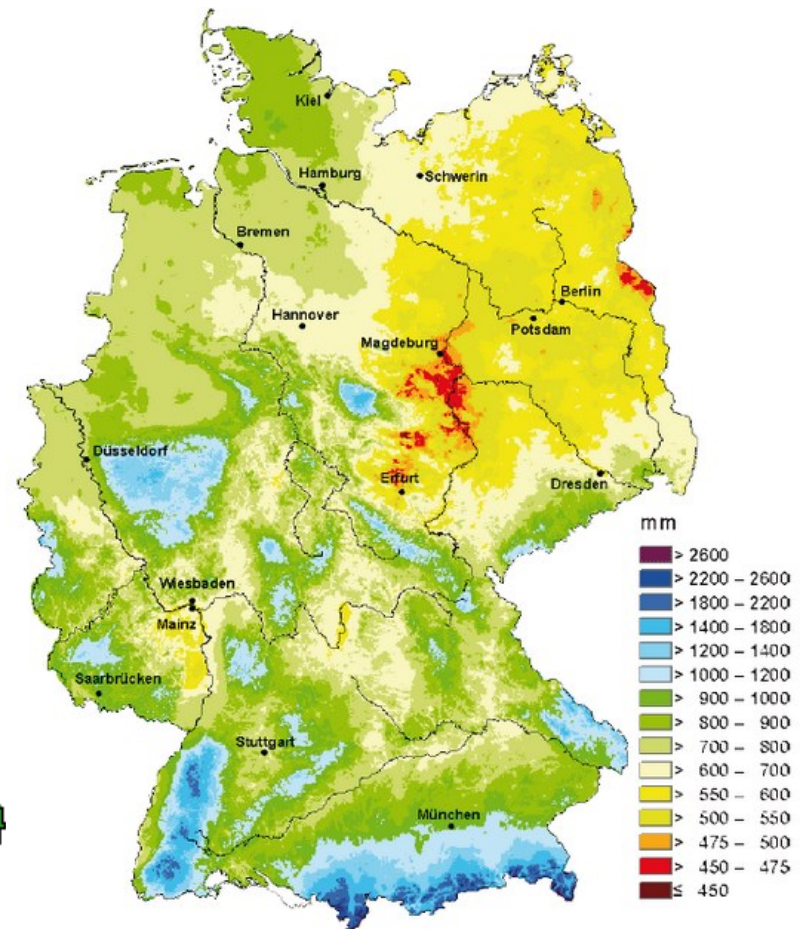 Kiel
Hamburg
Schwerin
Bremen
Berlin
Hannover
Potsdam
Magdeburg
Düsseldorf
Erfurt
Dresden
Wiesbaden
Mainz
Saarbrücken
Stuttgart
München
mm
> 2600
> 2200 – 2600
> 1800 – 2200
> 1400 – 1800
> 1200 – 1400
> 1000 – 1200
> 900 – 1000
> 800 – 900
> 700 – 800
> 600 – 700
> 550 – 600
> 500 – 550
> 475 – 500
> 450 – 475
≤ 450